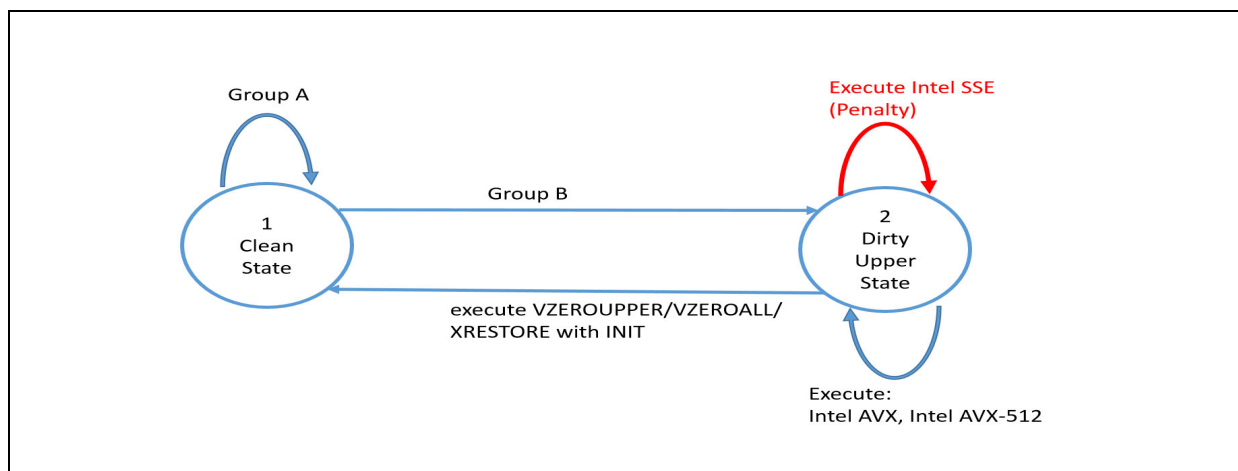 Group A
Execute Intel SSE
(Penalty)
Group B
1
Clean
State
2
Dirty
Upper
State
execute VZEROUPPER/VZEROALL/
XRESTORE with INIT
Execute:
Intel AVX, Intel AVX-512